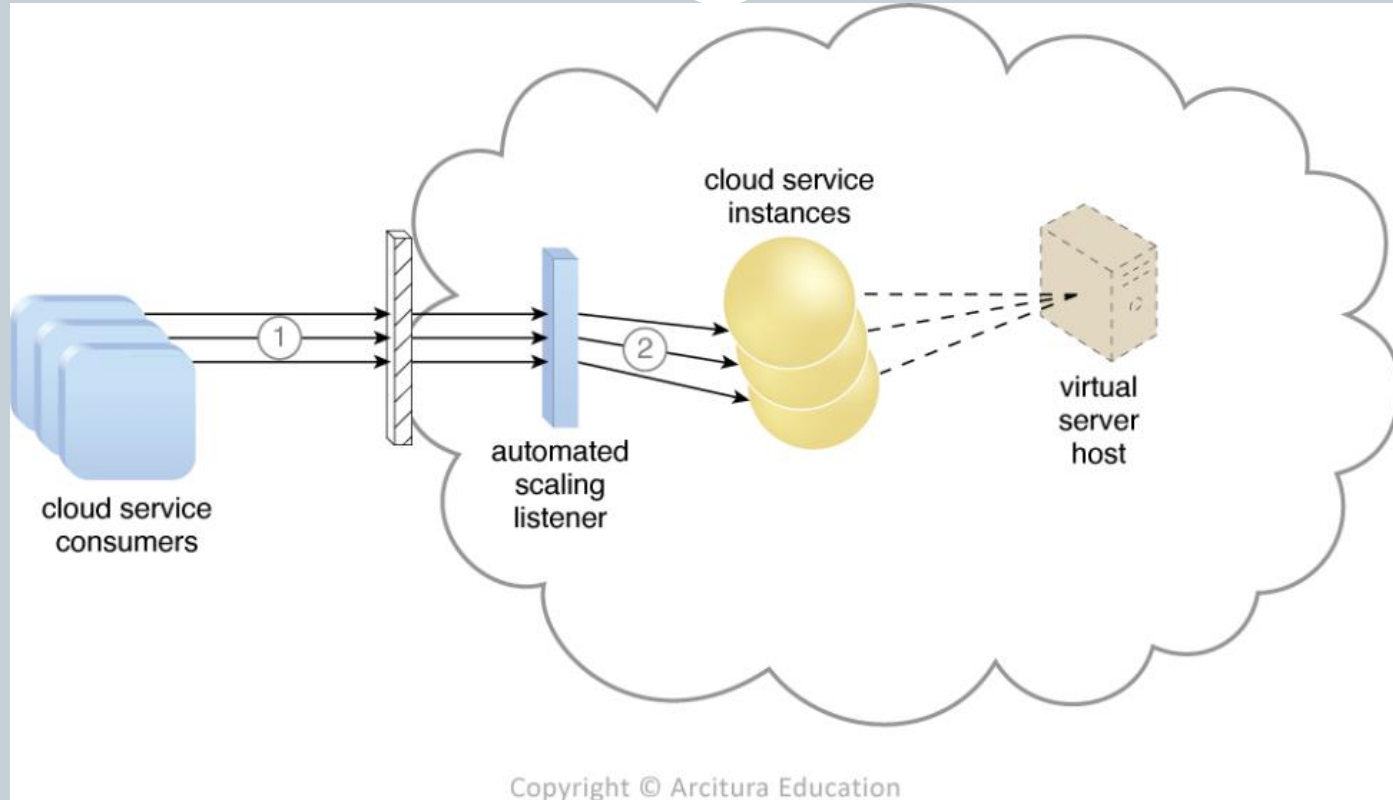 cloud service
instances
1
2
automated
scaling
listener
virtual
server
host
cloud service
consumers
Copyright © Arcitura Education